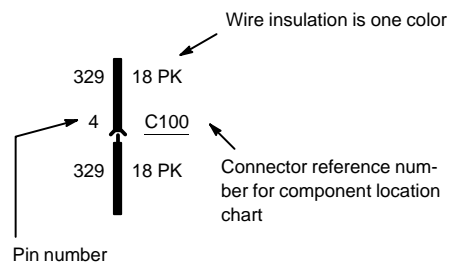 Wire insulation is one color
329 18 PK
4 C100
329 18 PK
Connector reference num-
ber for component location
chart
Pin number